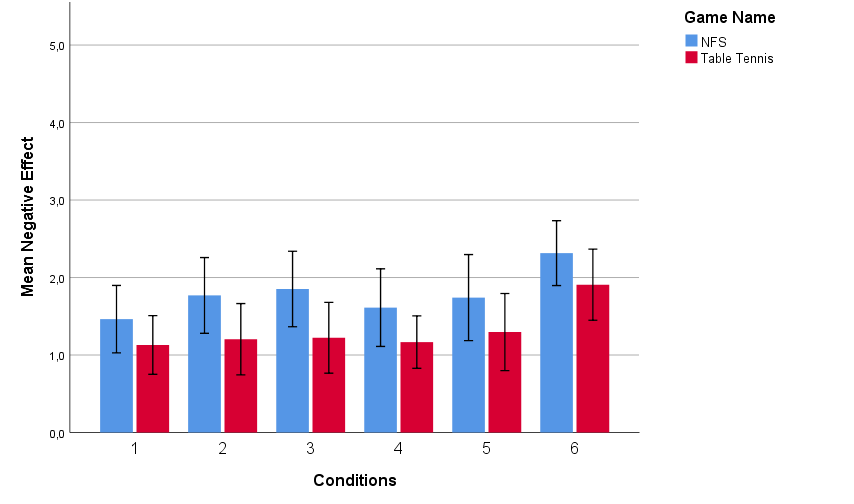 Game Name
NFS
Table Tennis
Mean Negative Effect
5,0
4,0
3,0
2,0
1,0
0,0
1 2 3 4 5 6
Conditions